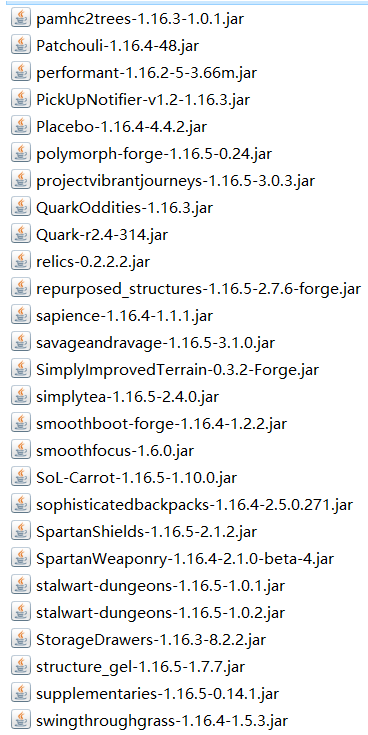 pamhc2trees-1.16.3-1.0.1.jar
Patchouli-1.16.4-48.jar
performant-1.16.2-5-3.66m.jar
PickUpNotifier-v1.2-1.16.3.jar
Placebo-1.16.4-4.4.2.jar
polymorph-forge-1.16.5-0.24.jar
projectvibrantjourneys-1.16.5-3.0.3.jar
QuarkOddities-1.16.3.jar
Quark-r2.4-314.jar
relics-0.2.2.2.jar
repurposed_structures-1.16.5-2.7.6-forge.jar
sapience-1.16.4-1.1.1.jar
savageandravage-1.16.5-3.1.0.jar
SimplyImprovedTerrain-0.3.2-Forge.jar
simplytea-1.16.5-2.4.0.jar
smoothboot-forge-1.16.4-1.2.2.jar
smoothfocus-1.6.0.jar
SoL-Carrot-1.16.5-1.10.0.jar
sophisticatedbackpacks-1.16.4-2.5.0.271.jar
SpartanShields-1.16.5-2.1.2.jar
SpartanWeaponry-1.16.4-2.1.0-beta-4.jar
stalwart-dungeons-1.16.5-1.0.1.jar
stalwart-dungeons-1.16.5-1.0.2.jar
StorageDrawers-1.16.3-8.2.2.jar
structure_gel-1.16.5-1.7.7.jar
supplementaries-1.16.5-0.14.1.jar
swingthroughgrass-1.16.4-1.5.3.jar